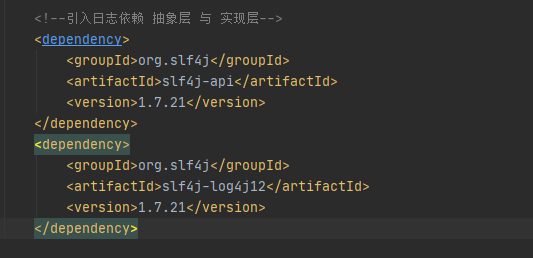 <!--引入日志依赖 抽象层 与 实现层-->
<dependency>
<groupId>org.slf4j</groupId>
<artifactId>slf4j-api</artifactId>
<version>1.7.21</version>
</dependency>
<dependency>
<groupId>org.slf4j</groupId>
<artifactId>slf4j-log4j12</artifactId>
<version>1.7.21</version>
</dependency>